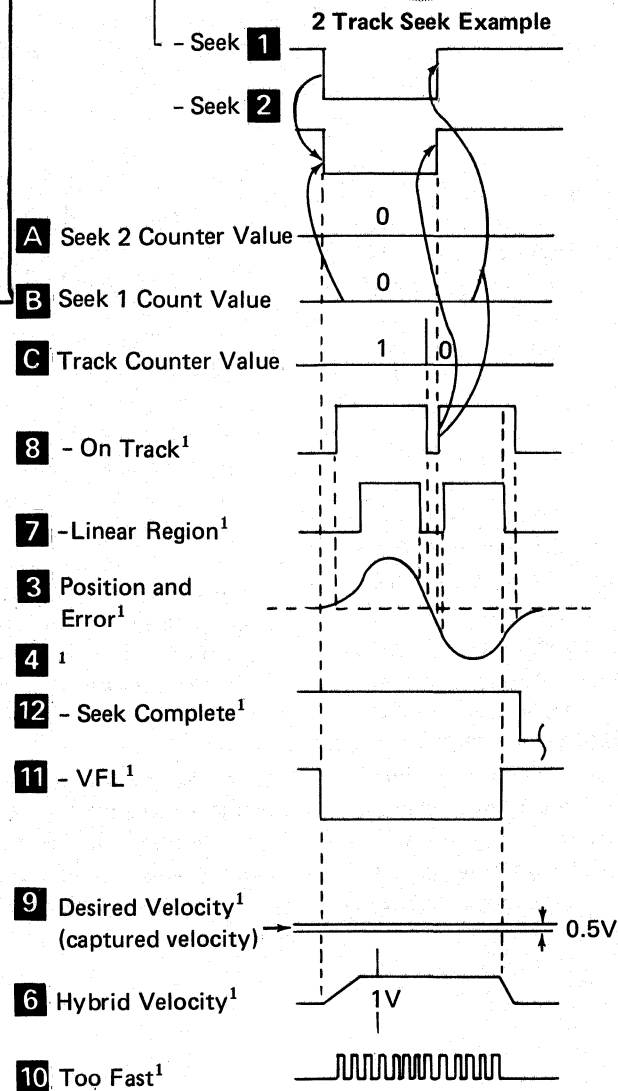 2 Track Seek Example
- Seek 1
- Seek 2
0
A Seek 2 Counter Value
0
B Seek 1 Count Value
1 0
C Track Counter Value
8 - On Track¹
7 -Linear Region¹
3 Position and
Error¹
4 ¹
12 - Seek Complete¹
11 - VFL¹
9 Desired Velocity¹
(captured velocity)
0.5V
6 Hybrid Velocity¹
1V
10 Too Fast¹